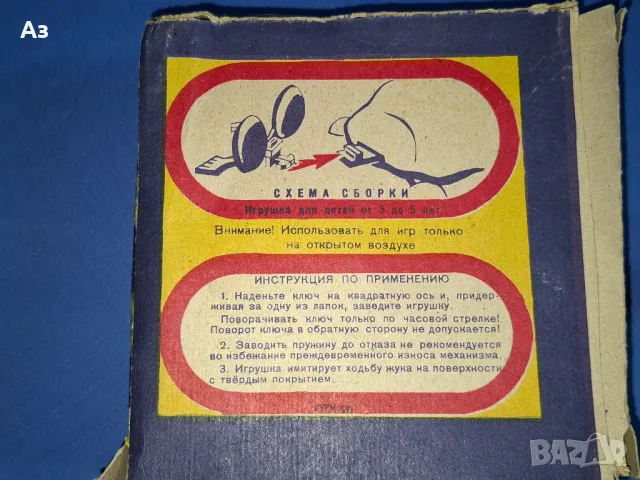 Аз
СХЕМА СБОРКИ
Игрушка для детей от 3 до 5 лет
Внимание! Использовать для игр только
на открытом воздухе
ИНСТРУКЦИЯ ПО ПРИМЕНЕНИЮ
1. Наденьте ключ на квадратную ось и, придер-
живая за одну из лапок, заведите игрушку.
Поворачивать ключ только по часовой стрелке!
Поворот ключа в обратную сторону не допускается!
2. Заводить пружину до отказа не рекомендуется
во избежание преждевременного износа механизма.
3. Игрушка имитирует ходьбу жука на поверхности
с твёрдым покрытием.
BAZAR